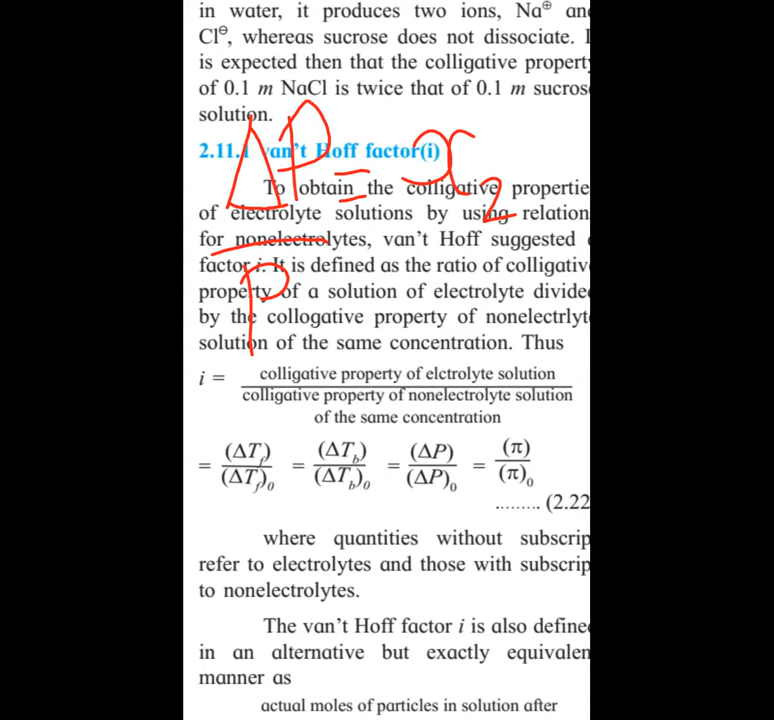 in water, it produces two ions, Na⊕ an
Cl⊖, whereas sucrose does not dissociate.
is expected then that the colligative property
of 0.1 m NaCl is twice that of 0.1 m sucros
solution.
2.11.1 van't Hoff factor(i)
ΔP = x2
To obtain the colligative propertie
of electrolyte solutions by using relation
for nonelectrolytes, van't Hoff suggested
P
factor i. It is defined as the ratio of colligativ
property of a solution of electrolyte divide
by the collogative property of nonelectrlyt
solution of the same concentration. Thus
i = colligative property of elctrolyte solution
colligative property of nonelectrolyte solution
of the same concentration
= (ΔTf)/(ΔTf)0 = (ΔTb)/(ΔTb)0 = (ΔP)/(ΔP)0 = (π)/(π)0
......... (2.22
where quantities without subscrip
refer to electrolytes and those with subscrip
to nonelectrolytes.
The van't Hoff factor i is also define
in an alternative but exactly equivalen
manner as
actual moles of particles in solution after